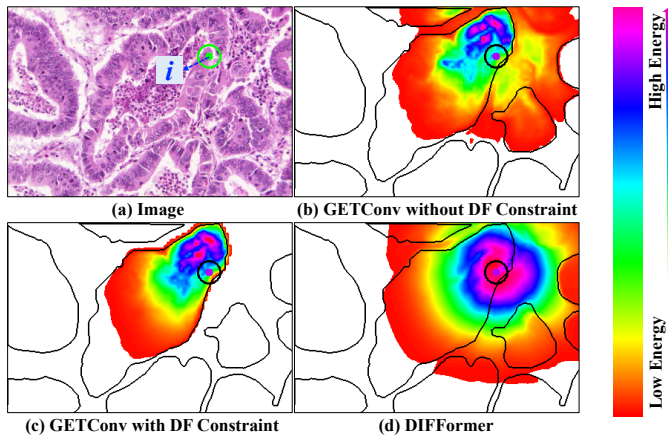 i
(a) Image
(b) GETConv without DF Constraint
(c) GETConv with DF Constraint
(d) DIFFormer
High Energy
Low Energy